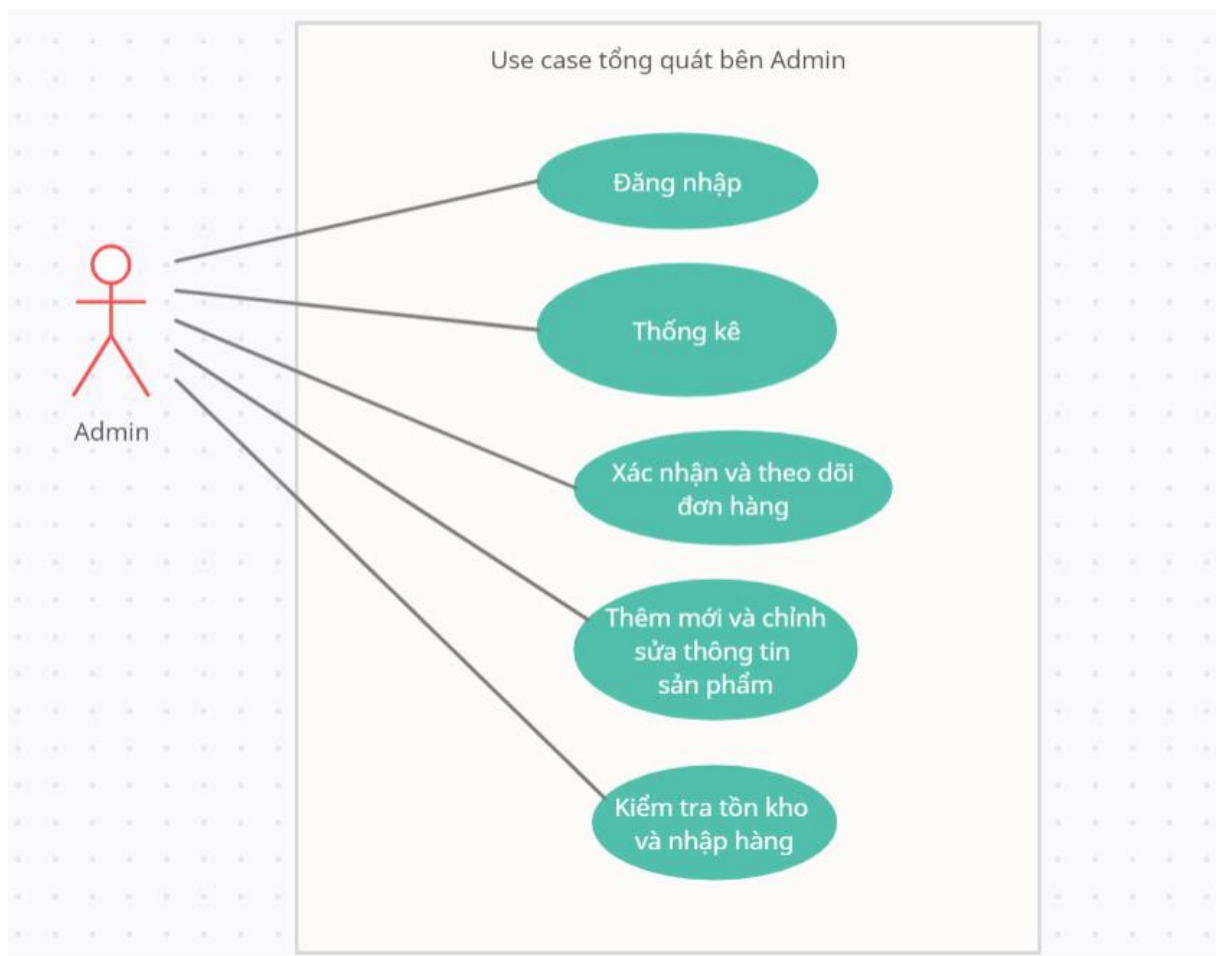 Use case tổng quát bên Admin
Đăng nhập
Thống kê
Admin
Xác nhận và theo dõi
đơn hàng
Thêm mới và chỉnh
sửa thông tin
sản phẩm
Kiểm tra tồn kho
và nhập hàng